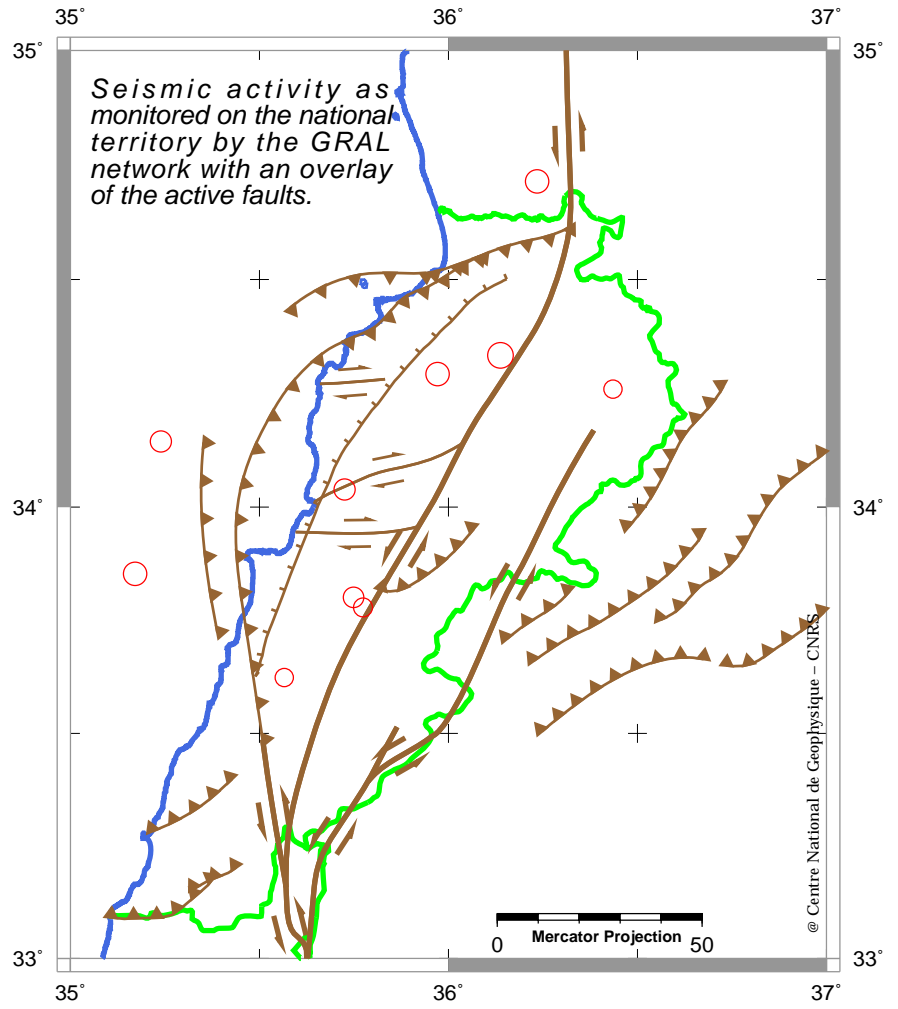 35°
36°
37°
35°
35°
Seismic activity as
monitored on the national
territory by the GRAL
network with an overlay
of the active faults.
34°
34°
@ Centre National de Geophysique – CNRS
Mercator Projection
0
50
33°
33°
35°
36°
37°